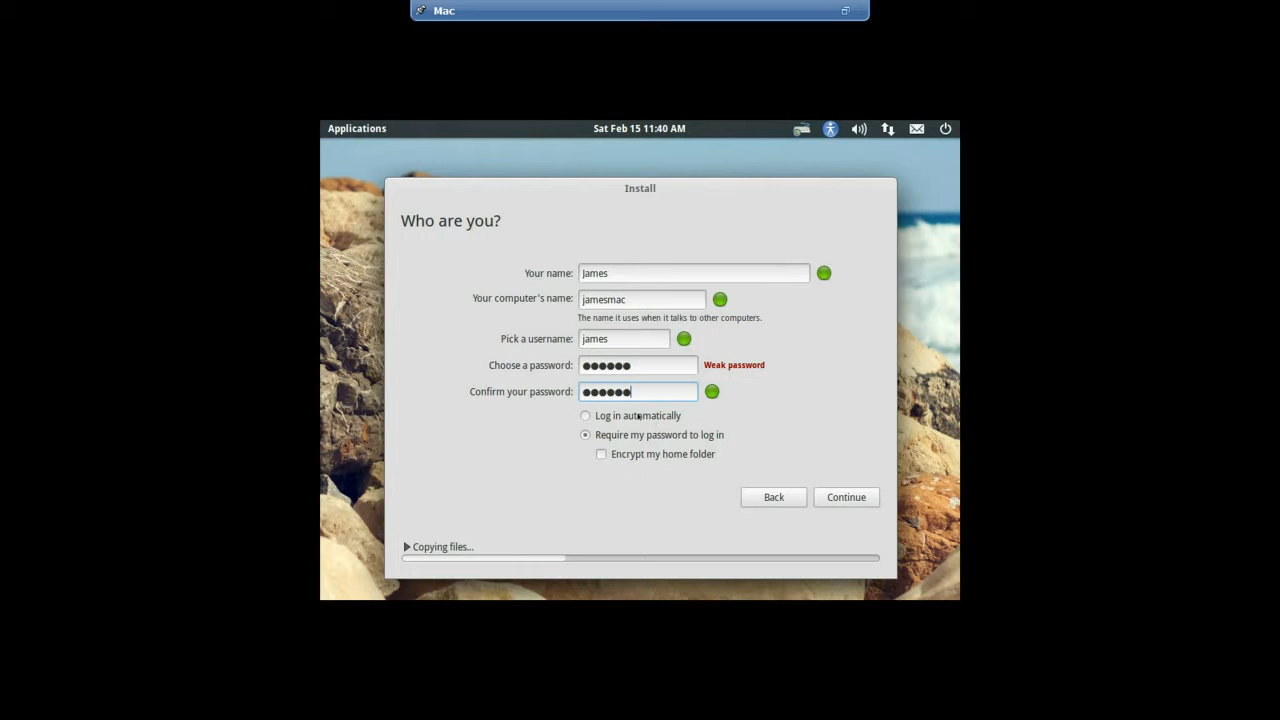 Mac
Applications
Sat Feb 15 11:40 AM
Install
Who are you?
Your name: James
Your computer's name: jamesmac
The name it uses when it talks to other computers.
Pick a username: james
Choose a password: ●●●●●● Weak password
Confirm your password: ●●●●●●
Log in automatically
Require my password to log in
Encrypt my home folder
Back Continue
Copying files...